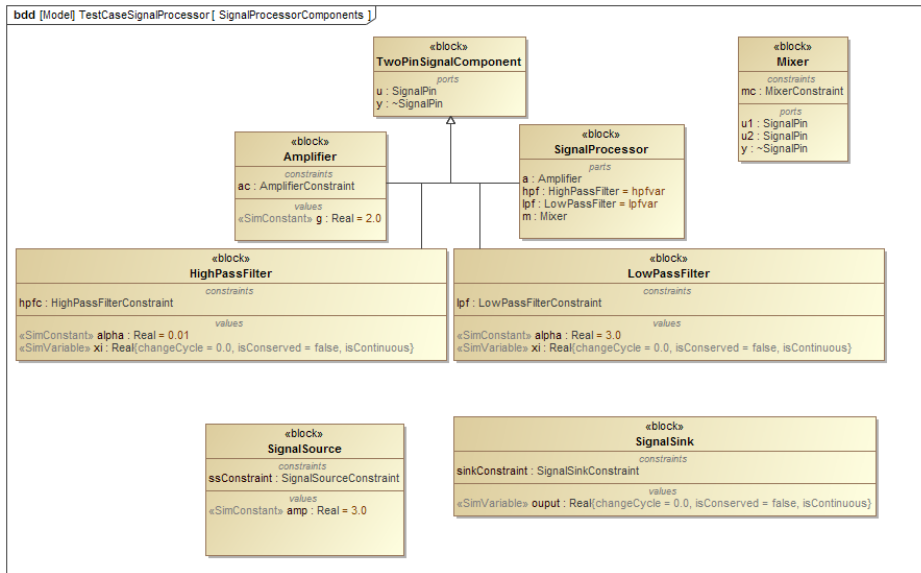 bdd [Model] TestCaseSignalProcessor [ SignalProcessorComponents ]
«block»
TwoPinSignalComponent
ports
u : SignalPin
y : ~SignalPin
«block»
Mixer
constraints
mc : MixerConstraint
ports
u1 : SignalPin
u2 : SignalPin
y : ~SignalPin
«block»
Amplifier
constraints
ac : AmplifierConstraint
values
«SimConstant» g : Real = 2.0
«block»
SignalProcessor
parts
a : Amplifier
hpf : HighPassFilter = hpfvar
lpf : LowPassFilter = lpfvar
m : Mixer
«block»
HighPassFilter
constraints
hpfc : HighPassFilterConstraint
values
«SimConstant» alpha : Real = 0.01
«SimVariable» xi : Real{changeCycle = 0.0, isConserved = false, isContinuous}
«block»
LowPassFilter
constraints
lpf : LowPassFilterConstraint
values
«SimConstant» alpha : Real = 3.0
«SimVariable» xi : Real{changeCycle = 0.0, isConserved = false, isContinuous}
«block»
SignalSource
constraints
ssConstraint : SignalSourceConstraint
values
«SimConstant» amp : Real = 3.0
«block»
SignalSink
constraints
sinkConstraint : SignalSinkConstraint
values
«SimVariable» ouput : Real{changeCycle = 0.0, isConserved = false, isContinuous}